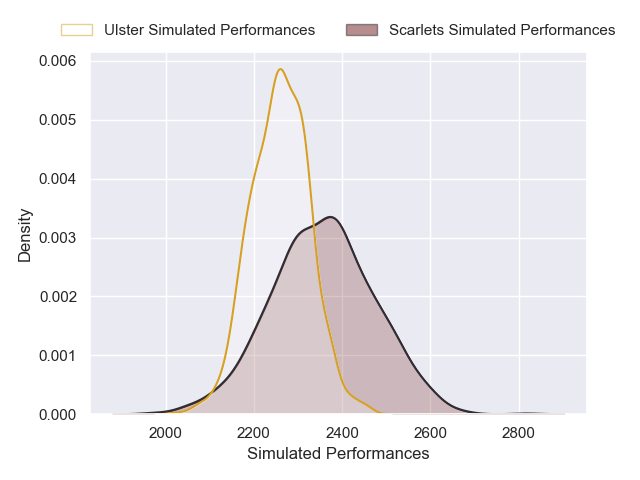 Ulster Simulated Performances Scarlets Simulated Performances
0.006
0.005
0.004
0.003
0.002
0.001
0.000
Density
2000 2200 2400 2600 2800
Simulated Performances